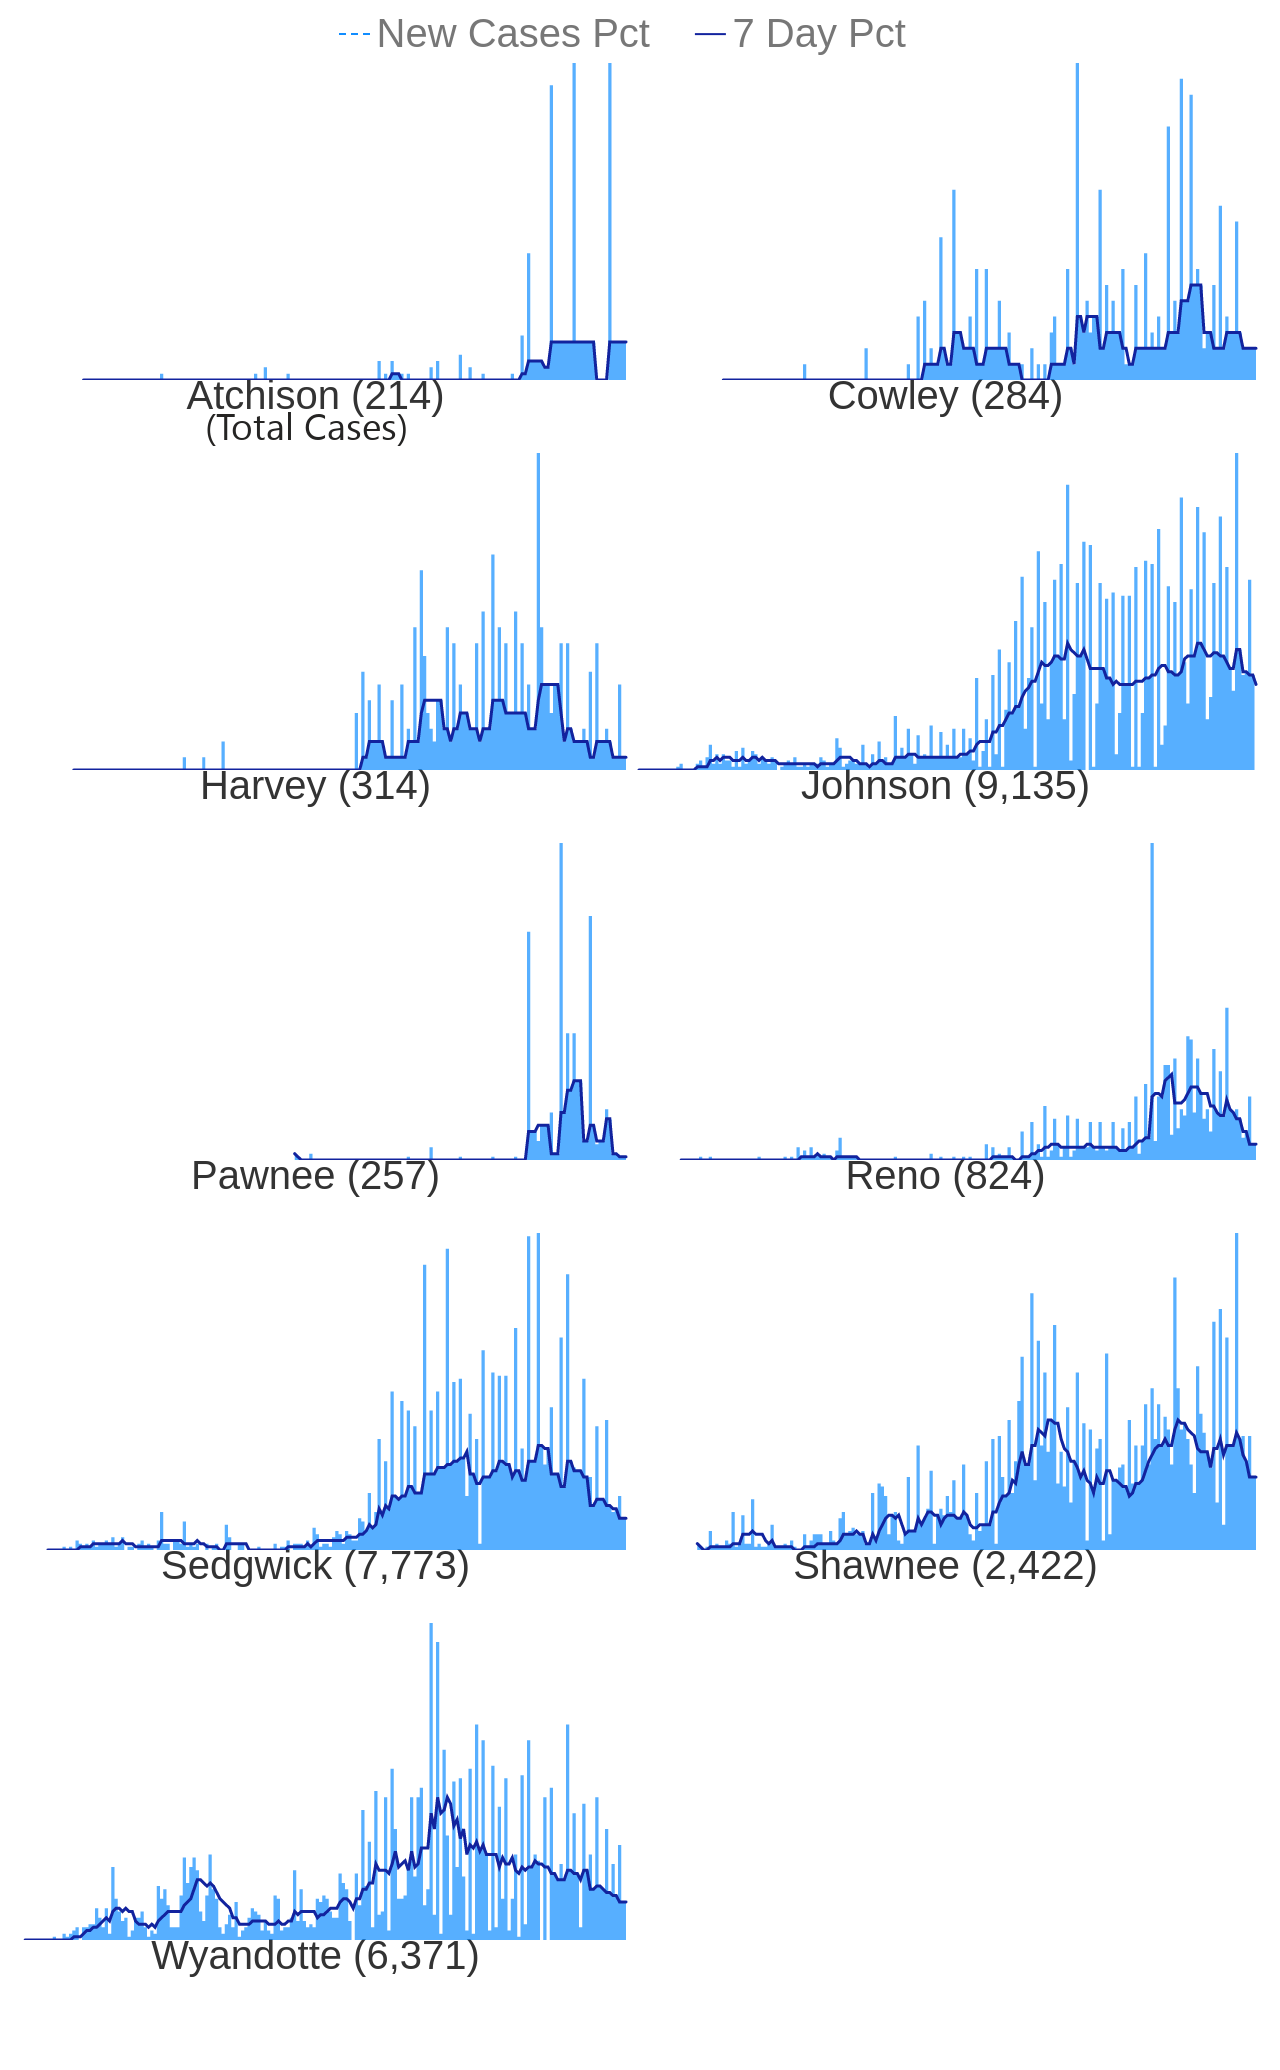 New Cases Pct 7 Day Pct
Atchison (214)
(Total Cases)
Cowley (284)
Harvey (314)
Johnson (9,135)
Pawnee (257)
Reno (824)
Sedgwick (7,773)
Shawnee (2,422)
Wyandotte (6,371)